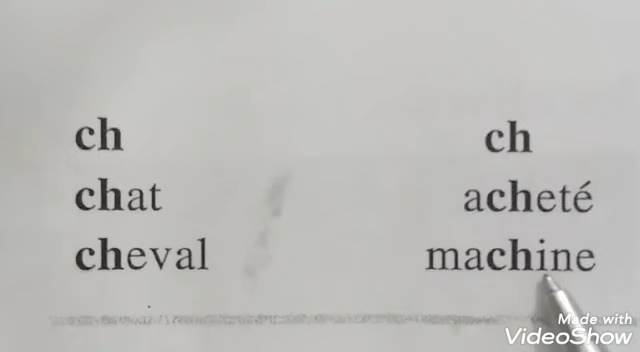 ch
chat
cheval
ch
acheté
machine
Made with
VideoShow